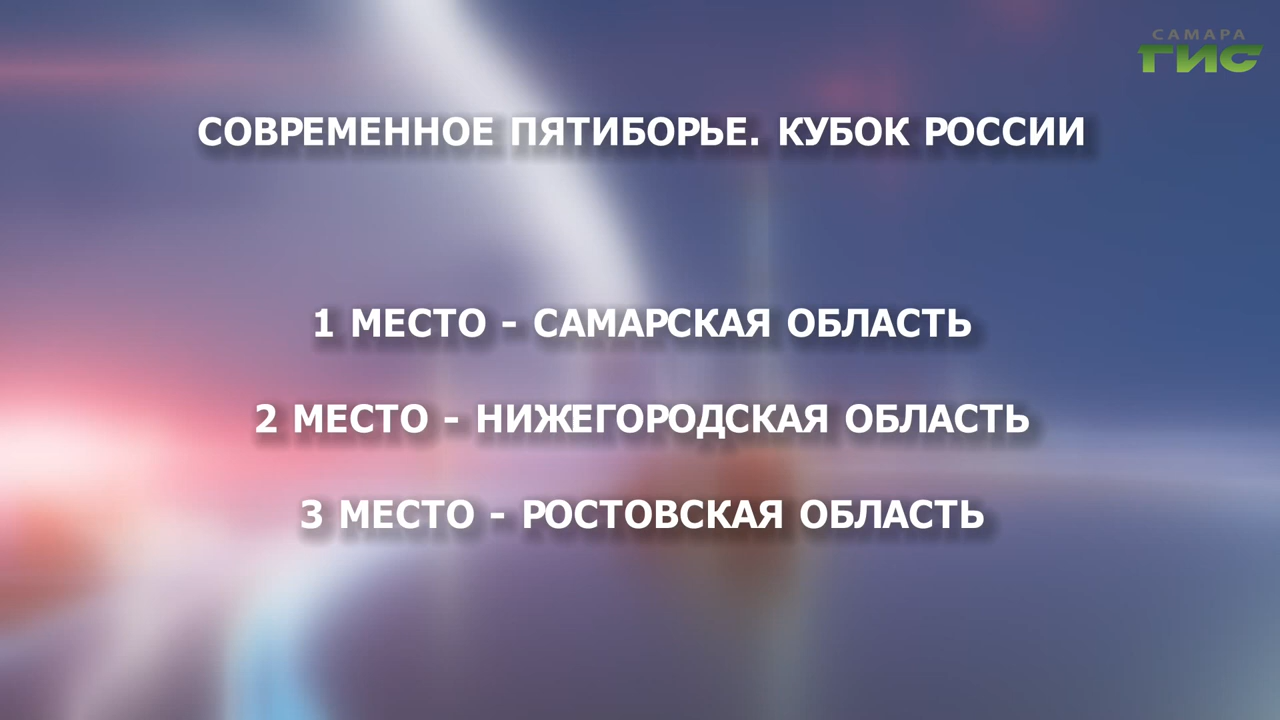 САМАРА
ГИС
СОВРЕМЕННОЕ ПЯТИБОРЬЕ. КУБОК РОССИИ
1 МЕСТО - САМАРСКАЯ ОБЛАСТЬ
2 МЕСТО - НИЖЕГОРОДСКАЯ ОБЛАСТЬ
3 МЕСТО - РОСТОВСКАЯ ОБЛАСТЬ